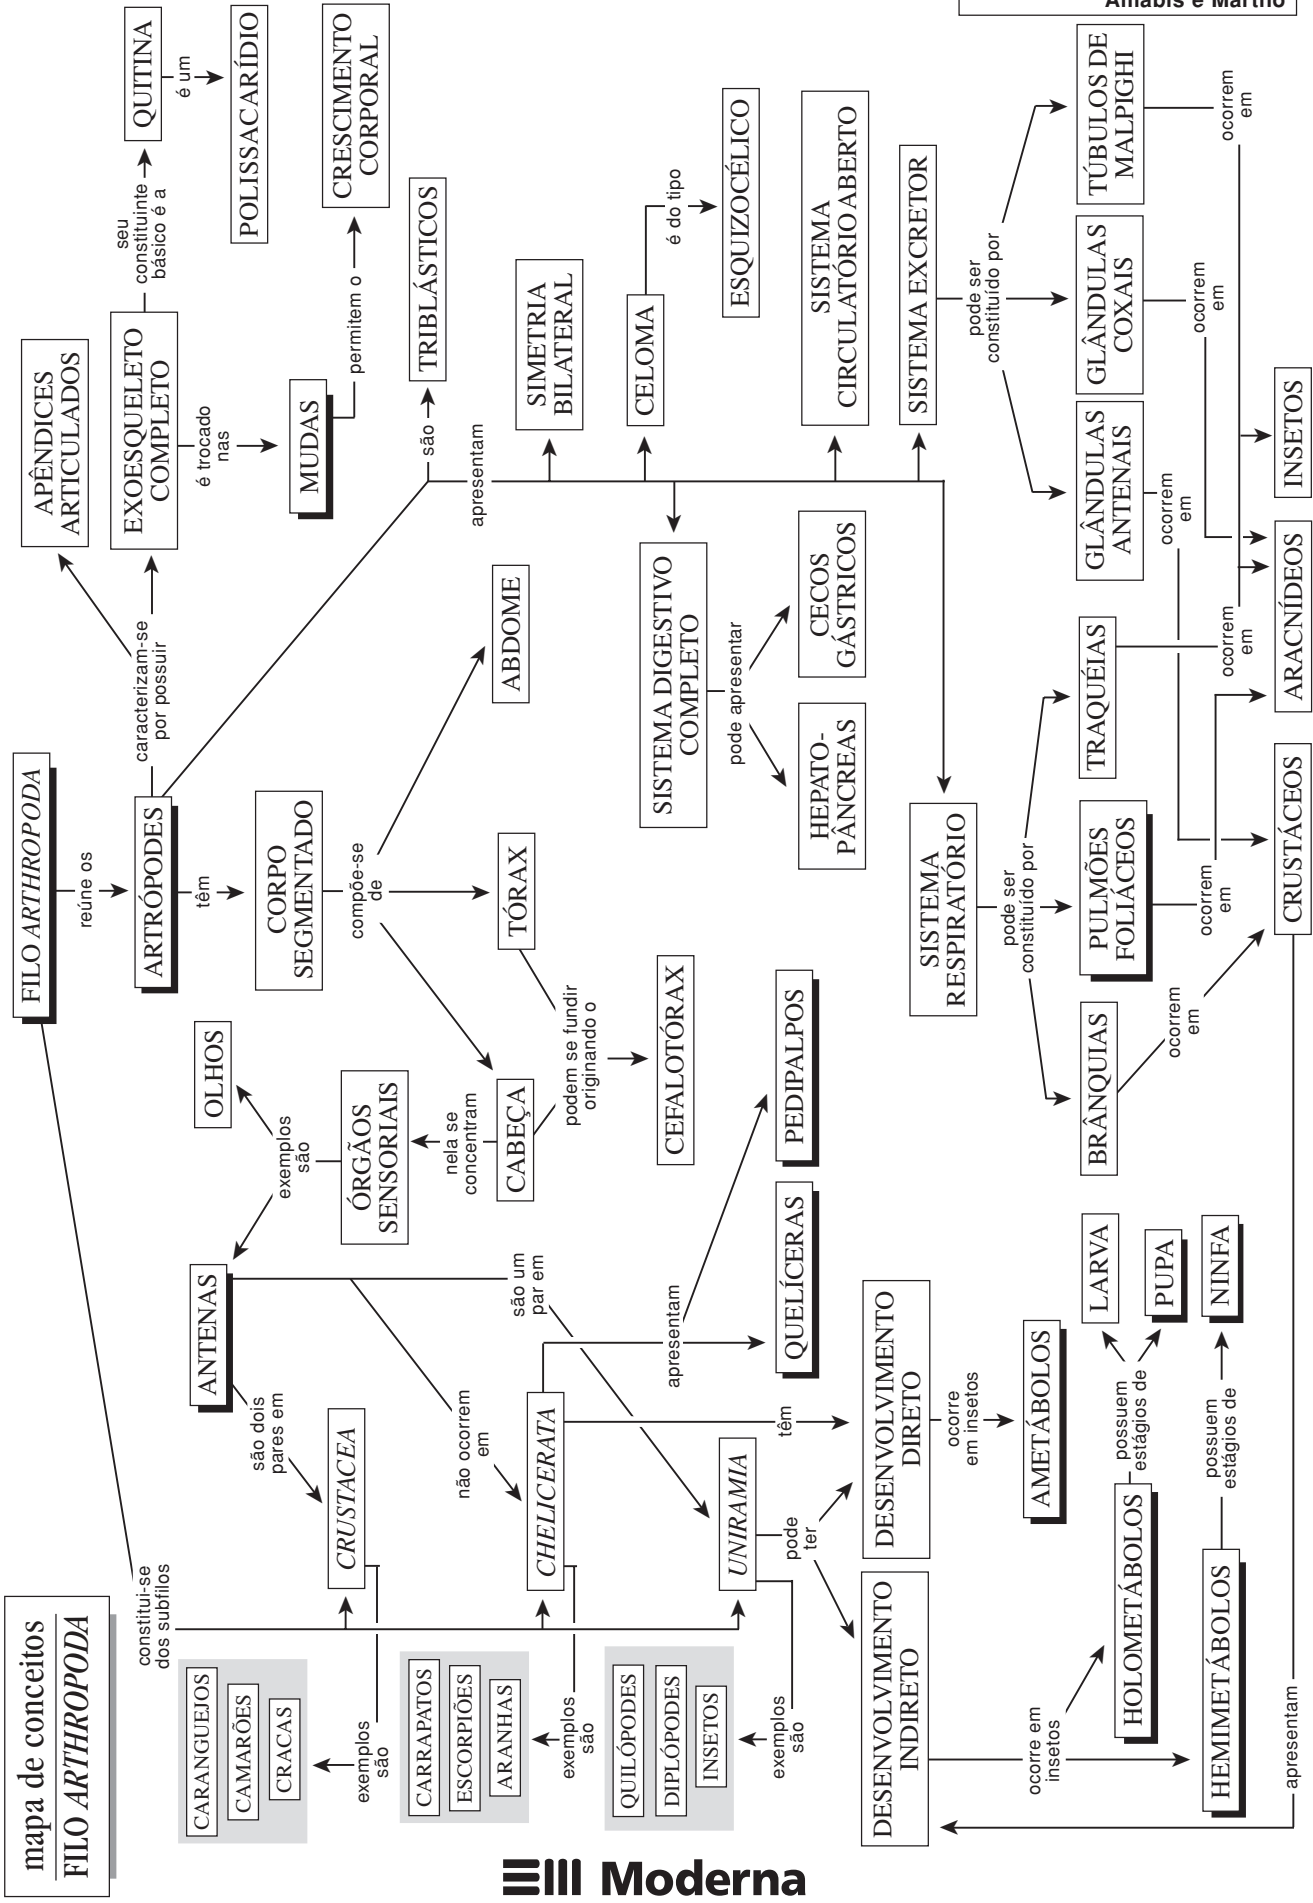 mapa de conceitos
FILO ARTHROPODA
FILO ARTHROPODA
reúne os
ARTRÓPODES
caracterizam-se
por possuir
APÊNDICES
ARTICULADOS
EXOESQUELETO
COMPLETO
seu
constituinte
básico é a
QUITINA
é um
POLISSACARÍDIO
é trocado
nas
MUDAS
permitem o
CRESCIMENTO
CORPORAL
têm
CORPO
SEGMENTADO
compõe-se
de
CABEÇA
TÓRAX
ABDOME
nela se
concentram
ÓRGÃOS
SENSORIAIS
exemplos
são
OLHOS
ANTENAS
podem se fundir
originando o
CEFALOTÓRAX
são
TRIBLÁSTICOS
apresentam
SIMETRIA
BILATERAL
CELOMA
é do tipo
ESQUIZOCÉLICO
SISTEMA DIGESTIVO
COMPLETO
pode apresentar
HEPATO-
PÂNCREAS
CECOS
GÁSTRICOS
SISTEMA
CIRCULATÓRIO ABERTO
SISTEMA EXCRETOR
pode ser
constituído por
GLÂNDULAS
ANTENAIS
GLÂNDULAS
COXAIS
TÚBULOS DE
MALPIGHI
ocorrem
em
ocorrem
em
ocorrem
em
SISTEMA
RESPIRATÓRIO
pode ser
constituído por
BRÂNQUIAS
PULMÕES
FOLIÁCEOS
TRAQUÉIAS
ocorrem
em
ocorrem
em
ocorrem
em
CRUSTÁCEOS
ARACNÍDEOS
INSETOS
constitui-se
dos subfilos
são dois
pares em
CRUSTACEA
não ocorrem
em
CHELICERATA
são um
par em
UNIRAMIA
exemplos
são
CARANGUEJOS
CAMARÕES
CRACAS
exemplos
são
CARRAPATOS
ESCORPIÕES
ARANHAS
exemplos
são
QUILÓPODES
DIPLÓPODES
INSETOS
apresentam
QUELÍCERAS
PEDIPALPOS
têm
pode
ter
DESENVOLVIMENTO
INDIRETO
DESENVOLVIMENTO
DIRETO
ocorre
em insetos
AMETÁBOLOS
ocorre em
insetos
HOLOMETÁBOLOS
possuem
estágios de
LARVA
PUPA
HEMIMETÁBOLOS
possuem
estágios de
NINFA
apresentam
Moderna
Amabis e Martho